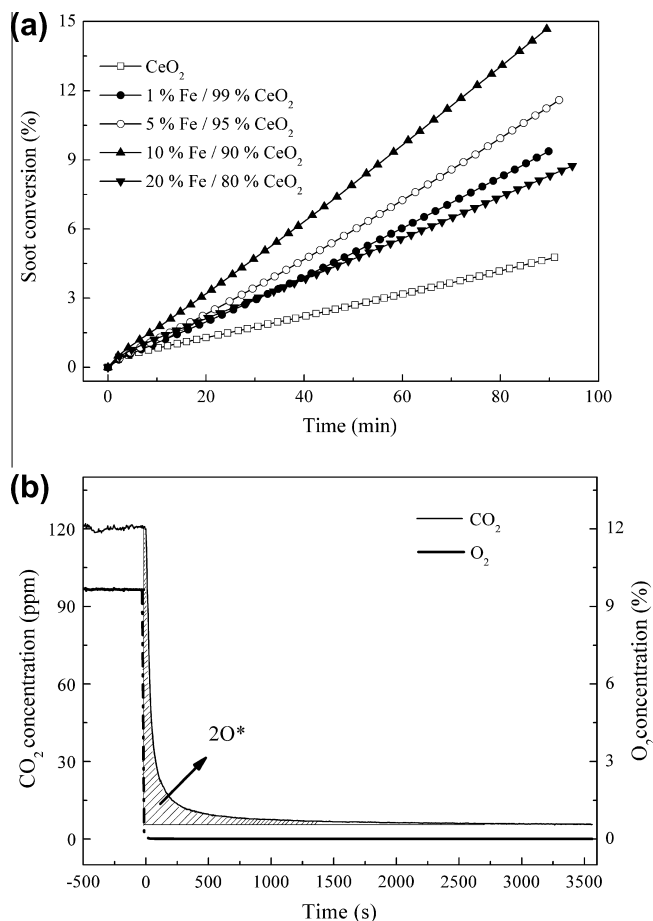 (a)
15
12
9
6
3
0
Soot conversion (%)
CeO₂
1 % Fe / 99 % CeO₂
5 % Fe / 95 % CeO₂
10 % Fe / 90 % CeO₂
20 % Fe / 80 % CeO₂
0 20 40 60 80 100
Time (min)
(b)
120
90
60
30
0
CO₂ concentration (ppm)
CO₂
O₂
2O*
12
9
6
3
0
O₂ concentration (%)
-500 0 500 1000 1500 2000 2500 3000 3500
Time (s)